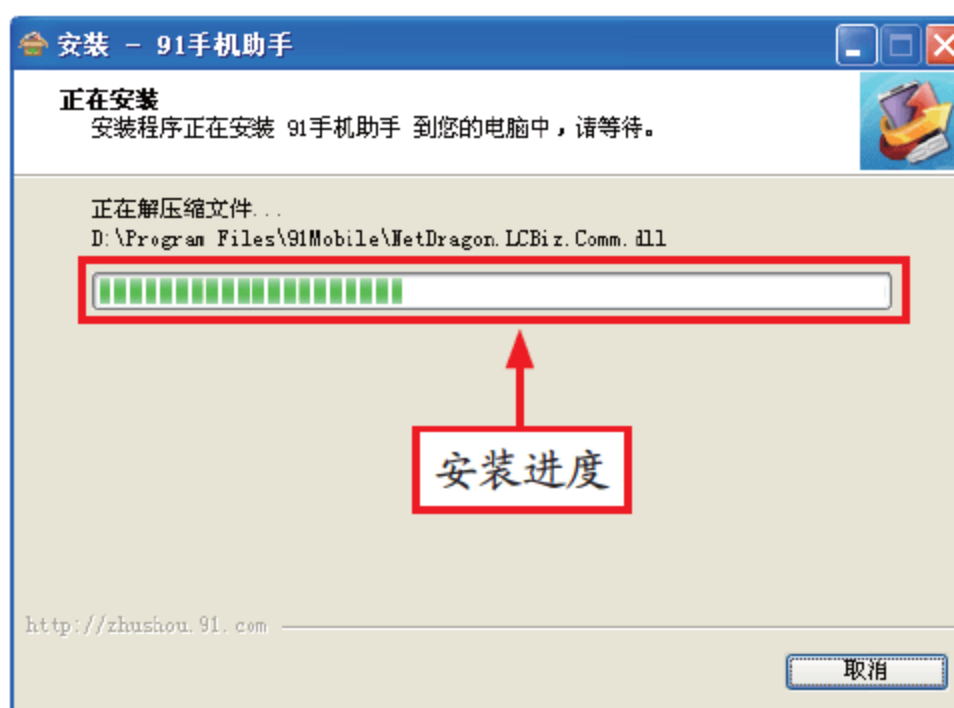 安装 - 91手机助手
正在安装
安装程序正在安装 91手机助手 到您的电脑中，请等待。
正在解压缩文件...
D:\Program Files\91Mobile\NetDragon.LCBiz.Comm.dll
安装进度
http://zhushou.91.com
取消